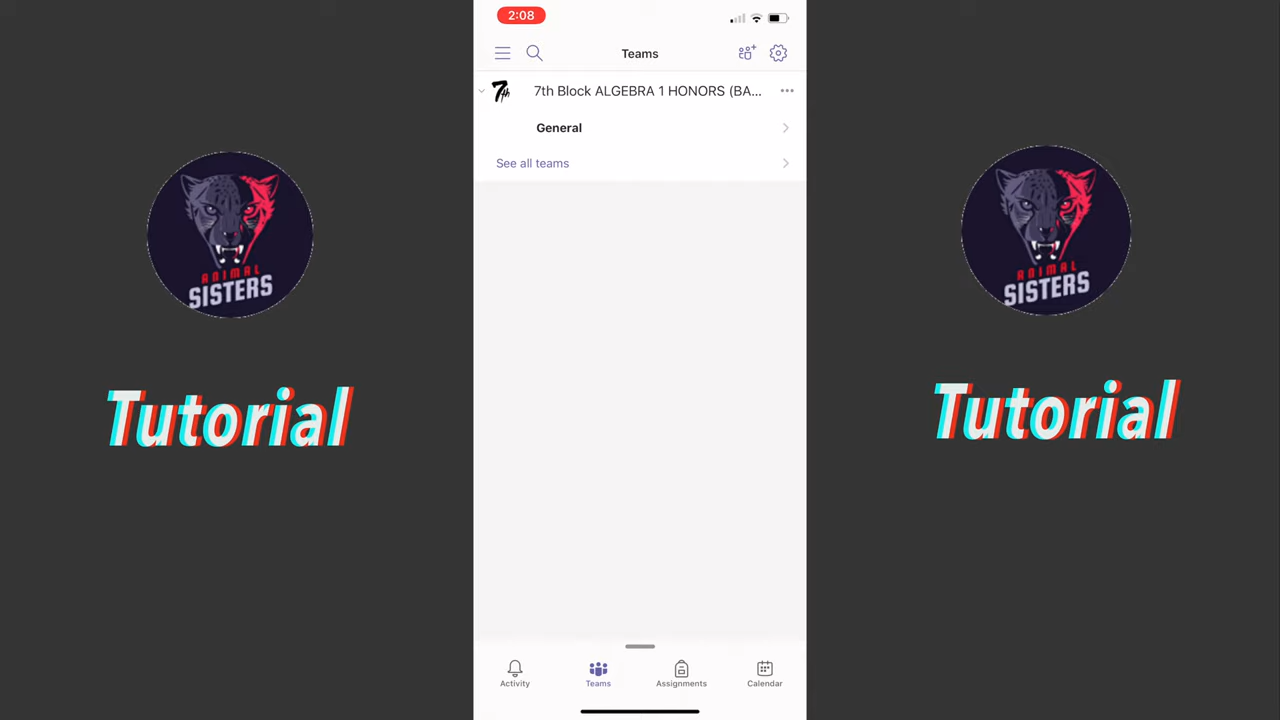 2:08
Teams
7th
7th Block ALGEBRA 1 HONORS (BA...
General
See all teams
ANIMAL
SISTERS
Tutorial
ANIMAL
SISTERS
Tutorial
Activity
Teams
Assignments
Calendar